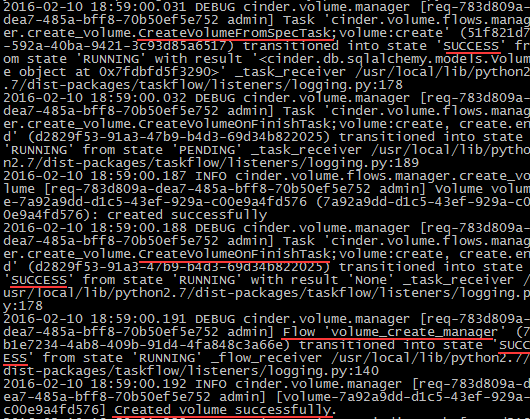 2016-02-10 18:59:00.031 DEBUG cinder.volume.manager [req-783d809a-
dea7-485a-bff8-70b50ef5e752 admin] Task 'cinder.volume.flows.manag
er.create_volume.CreateVolumeFromSpecTask;volume:create' (51f821d7
-592a-40ba-9421-3c93d85a6517) transitioned into state 'SUCCESS' fr
om state 'RUNNING' with result '<cinder.db.sqlalchemy.models.Volum
e object at 0x7fdbfd5f3290>' _task_receiver /usr/local/lib/python2
.7/dist-packages/taskflow/listeners/logging.py:178
2016-02-10 18:59:00.032 DEBUG cinder.volume.manager [req-783d809a-
dea7-485a-bff8-70b50ef5e752 admin] Task 'cinder.volume.flows.manag
er.create_volume.CreateVolumeOnFinishTask;volume:create, create.en
d' (d2829f53-91a3-47b9-b4d3-69d34b822025) transitioned into state
'RUNNING' from state 'PENDING' _task_receiver /usr/local/lib/pytho
n2.7/dist-packages/taskflow/listeners/logging.py:189
2016-02-10 18:59:00.187 INFO cinder.volume.flows.manager.create_vo
lume [req-783d809a-dea7-485a-bff8-70b50ef5e752 admin] Volume volum
e-7a92a9dd-d1c5-43ef-929a-c00e9a4fd576 (7a92a9dd-d1c5-43ef-929a-c0
0e9a4fd576): created successfully
2016-02-10 18:59:00.188 DEBUG cinder.volume.manager [req-783d809a-
dea7-485a-bff8-70b50ef5e752 admin] Task 'cinder.volume.flows.manag
er.create_volume.CreateVolumeOnFinishTask;volume:create, create.en
d' (d2829f53-91a3-47b9-b4d3-69d34b822025) transitioned into state
'SUCCESS' from state 'RUNNING' with result 'None' _task_receiver /
usr/local/lib/python2.7/dist-packages/taskflow/listeners/logging.p
y:178
2016-02-10 18:59:00.191 DEBUG cinder.volume.manager [req-783d809a-
dea7-485a-bff8-70b50ef5e752 admin] Flow 'volume_create_manager' (7
b1e7234-4ab8-409b-91d4-4fa848c3a66e) transitioned into state 'SUCC
ESS' from state 'RUNNING' _flow_receiver /usr/local/lib/python2.7/
dist-packages/taskflow/listeners/logging.py:140
2016-02-10 18:59:00.192 INFO cinder.volume.manager [req-783d809a-
dea7-485a-bff8-70b50ef5e752 admin] [volume-7a92a9dd-d1c5-43ef-929a-
c00e9a4fd576] Created volume successfully.